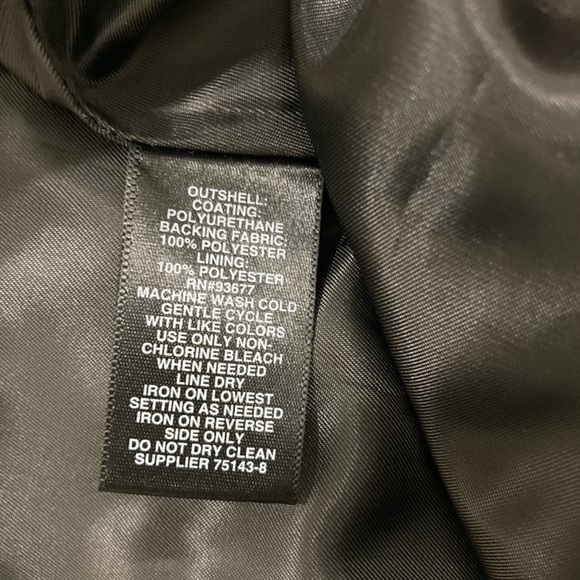 OUTSHELL:
COATING:
POLYURETHANE
BACKING FABRIC:
100% POLYESTER
LINING:
100% POLYESTER
RN#93677
MACHINE WASH COLD
GENTLE CYCLE
WITH LIKE COLORS
USE ONLY NON-
CHLORINE BLEACH
WHEN NEEDED
LINE DRY
IRON ON LOWEST
SETTING AS NEEDED
IRON ON REVERSE
SIDE ONLY
DO NOT DRY CLEAN
SUPPLIER 75143-8